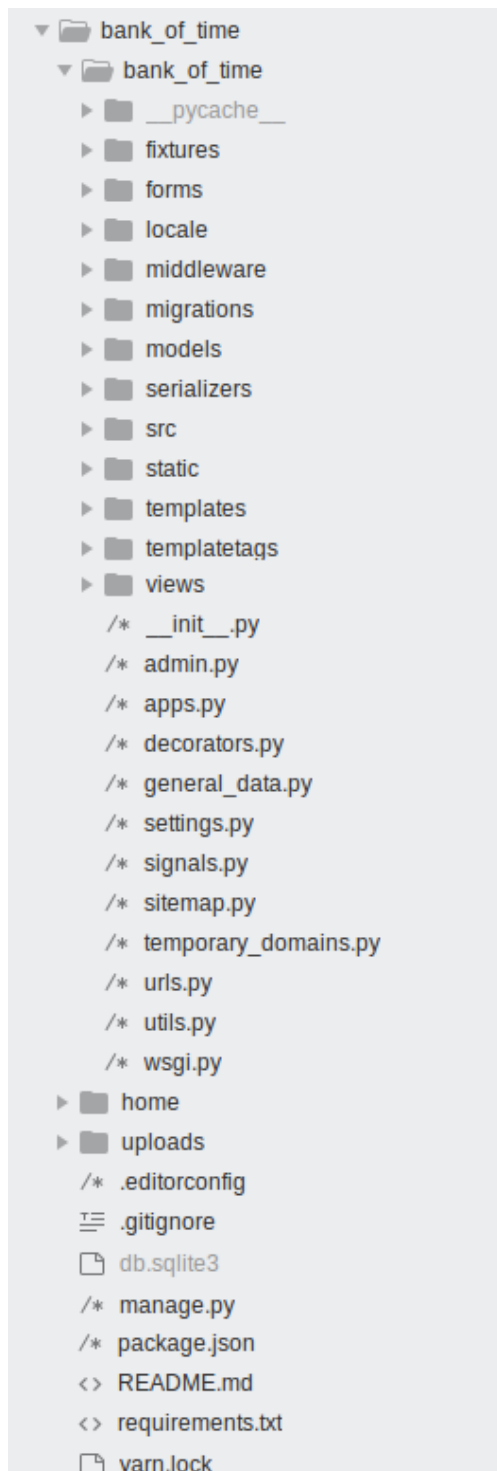 bank_of_time
bank_of_time
__pycache__
fixtures
forms
locale
middleware
migrations
models
serializers
src
static
templates
templatetags
views
/* __init__.py
/* admin.py
/* apps.py
/* decorators.py
/* general_data.py
/* settings.py
/* signals.py
/* sitemap.py
/* temporary_domains.py
/* urls.py
/* utils.py
/* wsgi.py
home
uploads
/* .editorconfig
.gitignore
db.sqlite3
/* manage.py
/* package.json
<> README.md
<> requirements.txt
yarn.lock